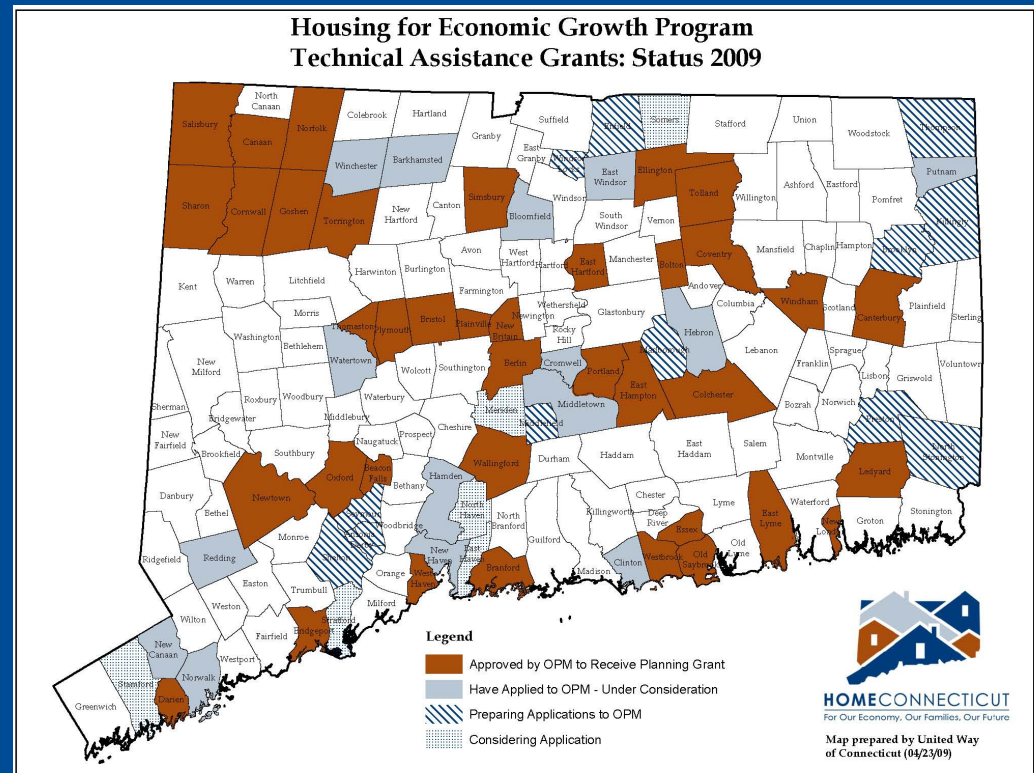 Housing for Economic Growth Program
Technical Assistance Grants: Status 2009
North
Canaan
Salisbury
Canaan
Norfolk
Colebrook
Hartland
Granby
Suffield
East
Granby
Enfield
Somers
Stafford
Union
Woodstock
Thompson
Winchester
Barkhamsted
East
Windsor
Ellington
Tolland
Willington
Ashford
Eastford
Pomfret
Putnam
Killingly
Sharon
Cornwall
Goshen
Torrington
New
Hartford
Canton
Simsbury
Bloomfield
Windsor
South
Windsor
Vernon
Kent
Warren
Litchfield
Harwinton
Burlington
Avon
West
Hartford
Hartford
East
Hartford
Manchester
Bolton
Coventry
Mansfield
Chaplin
Hampton
Brooklyn
Morris
Farmington
Wethersfield
Newington
Rocky
Hill
Glastonbury
Andover
Columbia
Hebron
Windham
Scotland
Canterbury
Plainfield
Sterling
Washington
Bethlehem
Thomaston
Plymouth
Bristol
Plainville
New
Britain
Watertown
Wolcott
Southington
Berlin
Cromwell
Portland
East
Hampton
Marlborough
Lebanon
Franklin
Sprague
Lisbon
Griswold
Voluntown
New
Milford
Roxbury
Woodbury
Waterbury
Middlebury
Meriden
Middletown
Middlefield
Colchester
Bozrah
Norwich
Preston
Sherman
Bridgewater
New
Fairfield
Brookfield
Southbury
Naugatuck
Prospect
Cheshire
Wallingford
Durham
Haddam
East
Haddam
Salem
Montville
Ledyard
North
Stonington
Danbury
Bethel
Newtown
Oxford
Beacon
Falls
Bethany
Hamden
North
Haven
North
Branford
Guilford
Killingworth
Chester
Deep
River
Lyme
East
Lyme
Waterford
New
London
Groton
Stonington
Ridgefield
Redding
Monroe
Seymour
Shelton
Woodbridge
Orange
New
Haven
East
Haven
West
Haven
Branford
Madison
Clinton
Westbrook
Essex
Old
Saybrook
Old
Lyme
Wilton
Weston
Easton
Trumbull
Milford
Stratford
Bridgeport
Fairfield
Westport
New
Canaan
Norwalk
Darien
Stamford
Greenwich
Legend
Approved by OPM to Receive Planning Grant
Have Applied to OPM - Under Consideration
Preparing Applications to OPM
Considering Application
HOMECONNECTICUT
For Our Economy, Our Families, Our Future
Map prepared by United Way
of Connecticut (04/23/09)